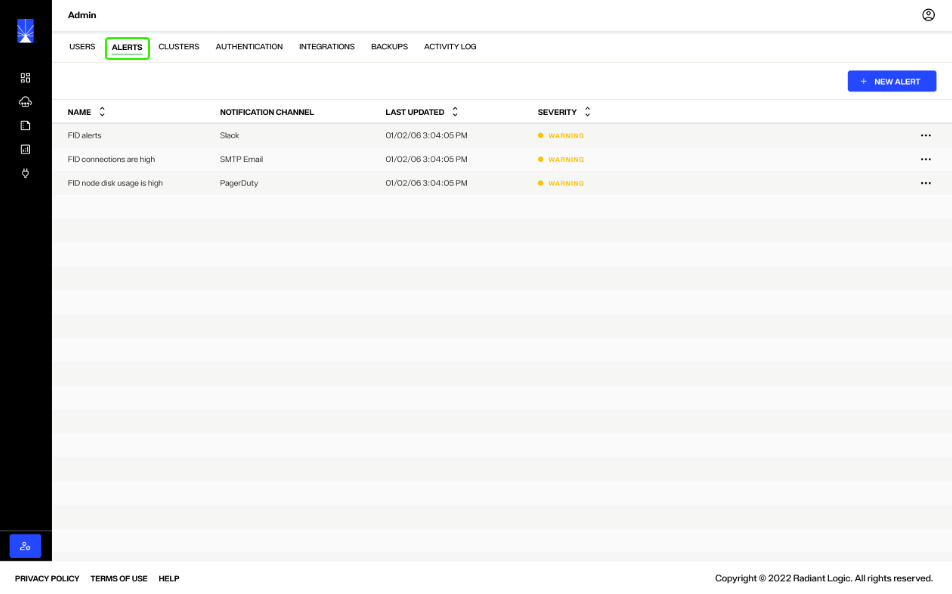 Admin
USERS ALERTS CLUSTERS AUTHENTICATION INTEGRATIONS BACKUPS ACTIVITY LOG
+ NEW ALERT
NAME NOTIFICATION CHANNEL LAST UPDATED SEVERITY
FID alerts Slack 01/02/06 3:04:05 PM WARNING
FID connections are high SMTP Email 01/02/06 3:04:05 PM WARNING
FID node disk usage is high PagerDuty 01/02/06 3:04:05 PM WARNING
PRIVACY POLICY TERMS OF USE HELP Copyright © 2022 Radiant Logic. All rights reserved.